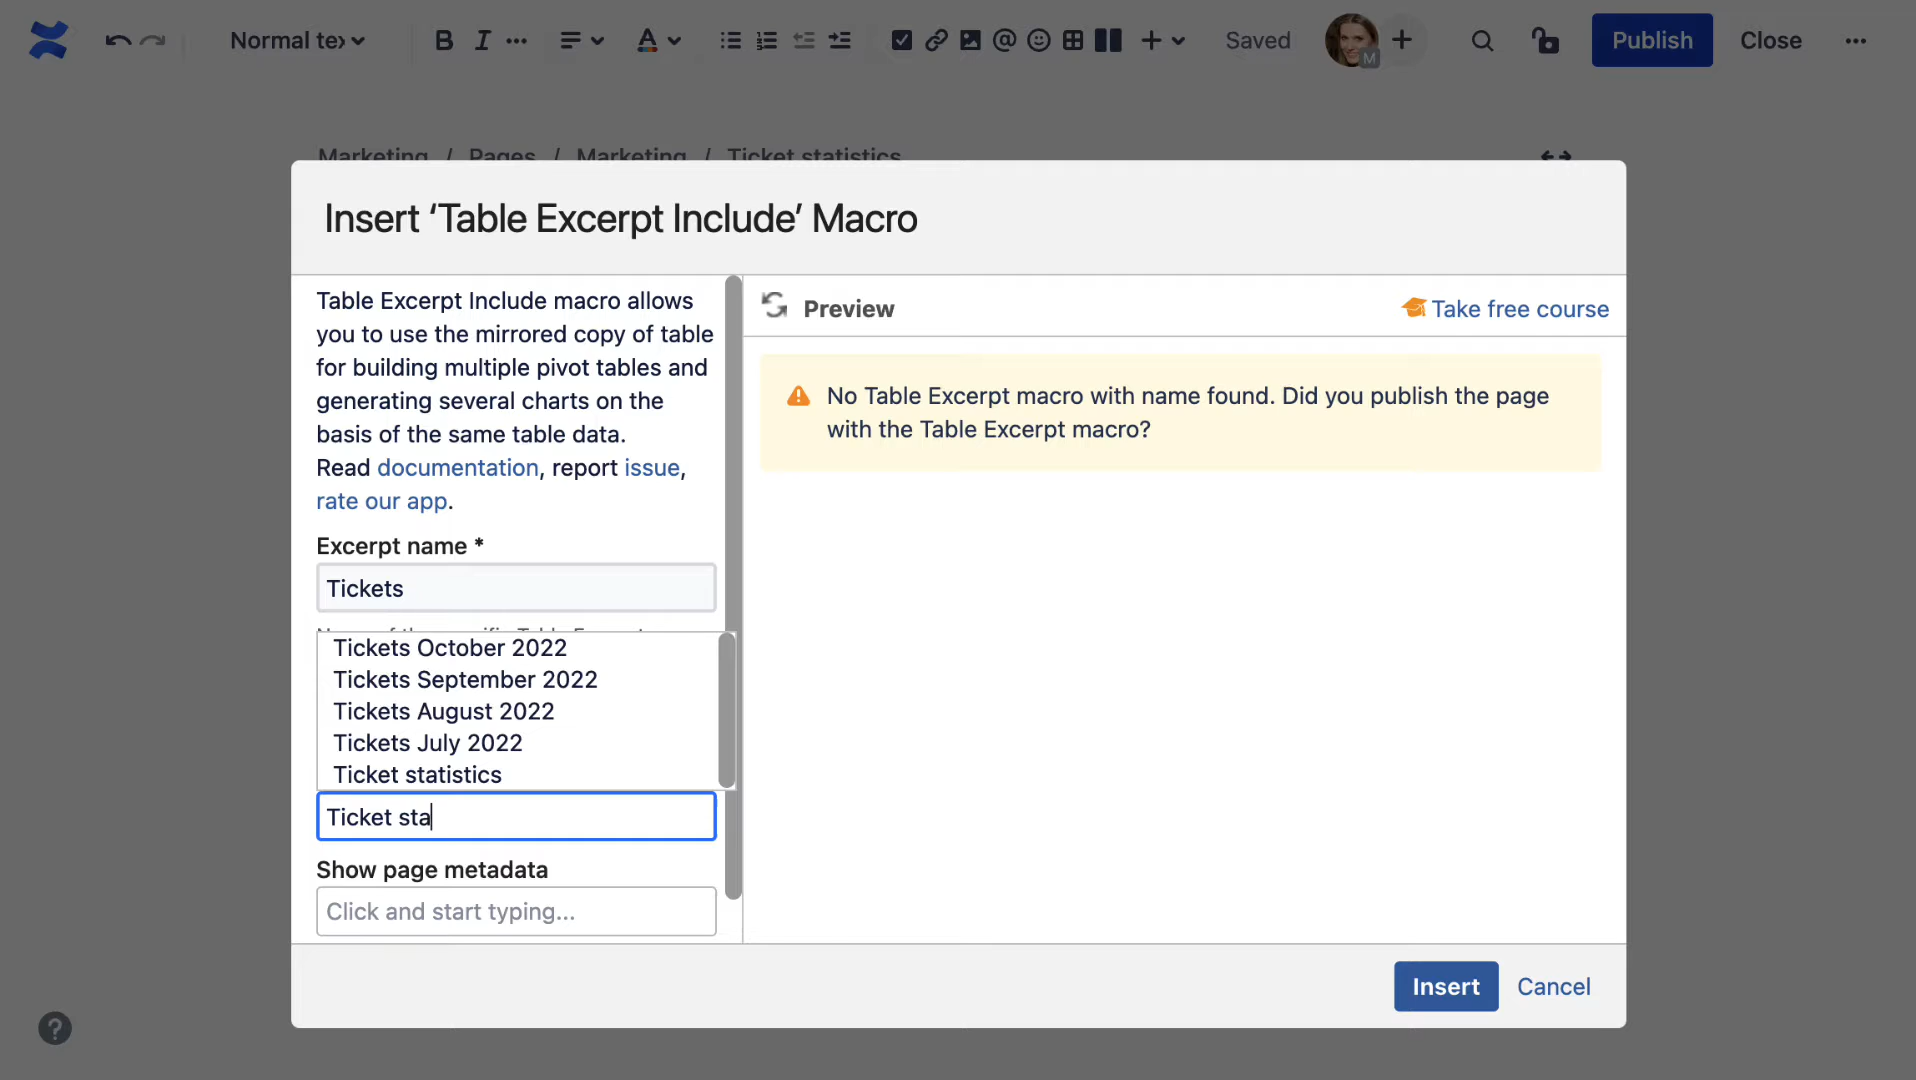 Normal tex
B I
Saved
M
Publish
Close
Marketing / Pages / Marketing / Ticket statistics
Insert ‘Table Excerpt Include’ Macro
Table Excerpt Include macro allows
you to use the mirrored copy of table
for building multiple pivot tables and
generating several charts on the
basis of the same table data.
Read documentation, report issue,
rate our app.
Excerpt name *
Tickets
Tickets October 2022
Tickets September 2022
Tickets August 2022
Tickets July 2022
Ticket statistics
Ticket sta
Show page metadata
Click and start typing...
Preview
Take free course
No Table Excerpt macro with name found. Did you publish the page
with the Table Excerpt macro?
Insert
Cancel
?